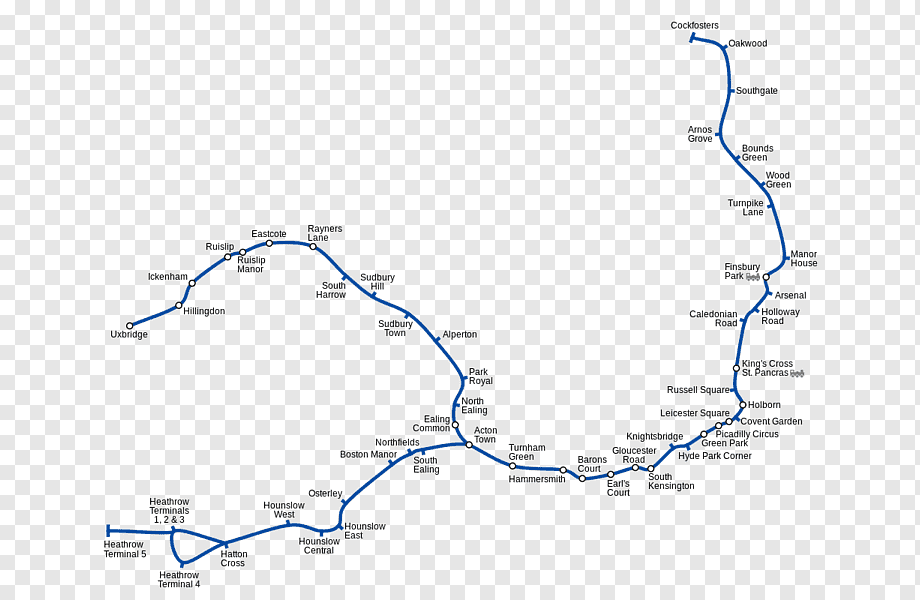 Cockfosters
Oakwood
Southgate
Arnos
Grove
Bounds
Green
Wood
Green
Turnpike
Lane
Manor
House
Finsbury
Park
Arsenal
Holloway
Road
Caledonian
Road
King's Cross
St. Pancras
Russell Square
Holborn
Leicester Square
Covent Garden
Picadilly Circus
Green Park
Hyde Park Corner
Knightsbridge
South
Kensington
Gloucester
Road
Earl's
Court
Barons
Court
Hammersmith
Turnham
Green
Acton
Town
Ealing
Common
North
Ealing
Park
Royal
Alperton
Sudbury
Town
Sudbury
Hill
South
Harrow
Rayners
Lane
Eastcote
Ruislip
Manor
Ruislip
Ickenham
Hillingdon
Uxbridge
South
Ealing
Northfields
Boston Manor
Osterley
Hounslow
East
Hounslow
Central
Hounslow
West
Hatton
Cross
Heathrow
Terminals
1, 2 & 3
Heathrow
Terminal 4
Heathrow
Terminal 5